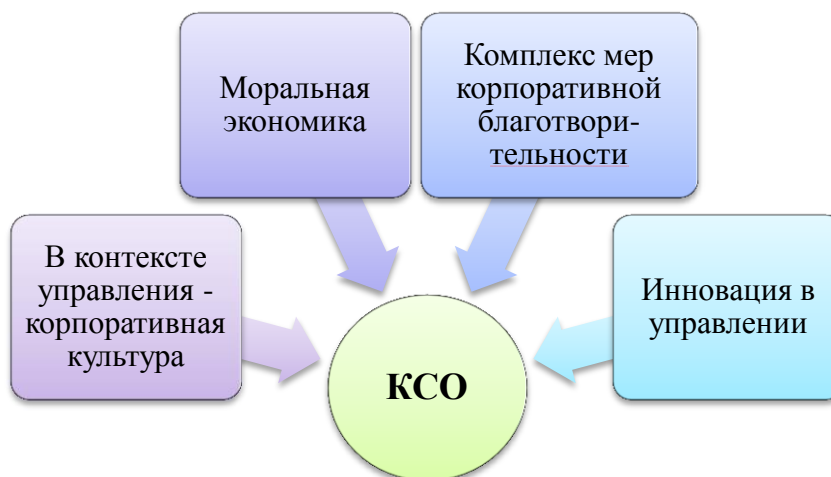 Моральная
экономика
Комплекс мер
корпоративной
благотвори-
тельности
В контексте
управления -
корпоративная
культура
Инновация в
управлении
КСО